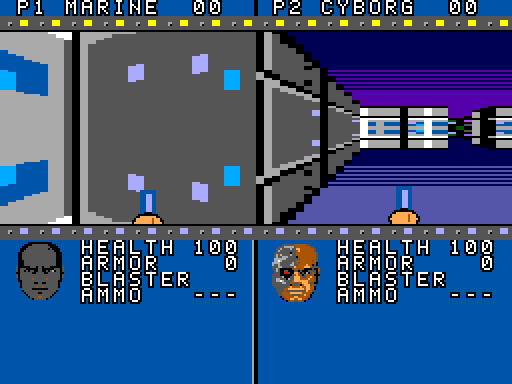 P1 MARINE 00 P2 CYBORG 00
HEALTH 100 HEALTH 100
ARMOR 0 ARMOR 0
BLASTER BLASTER
AMMO --- AMMO ---